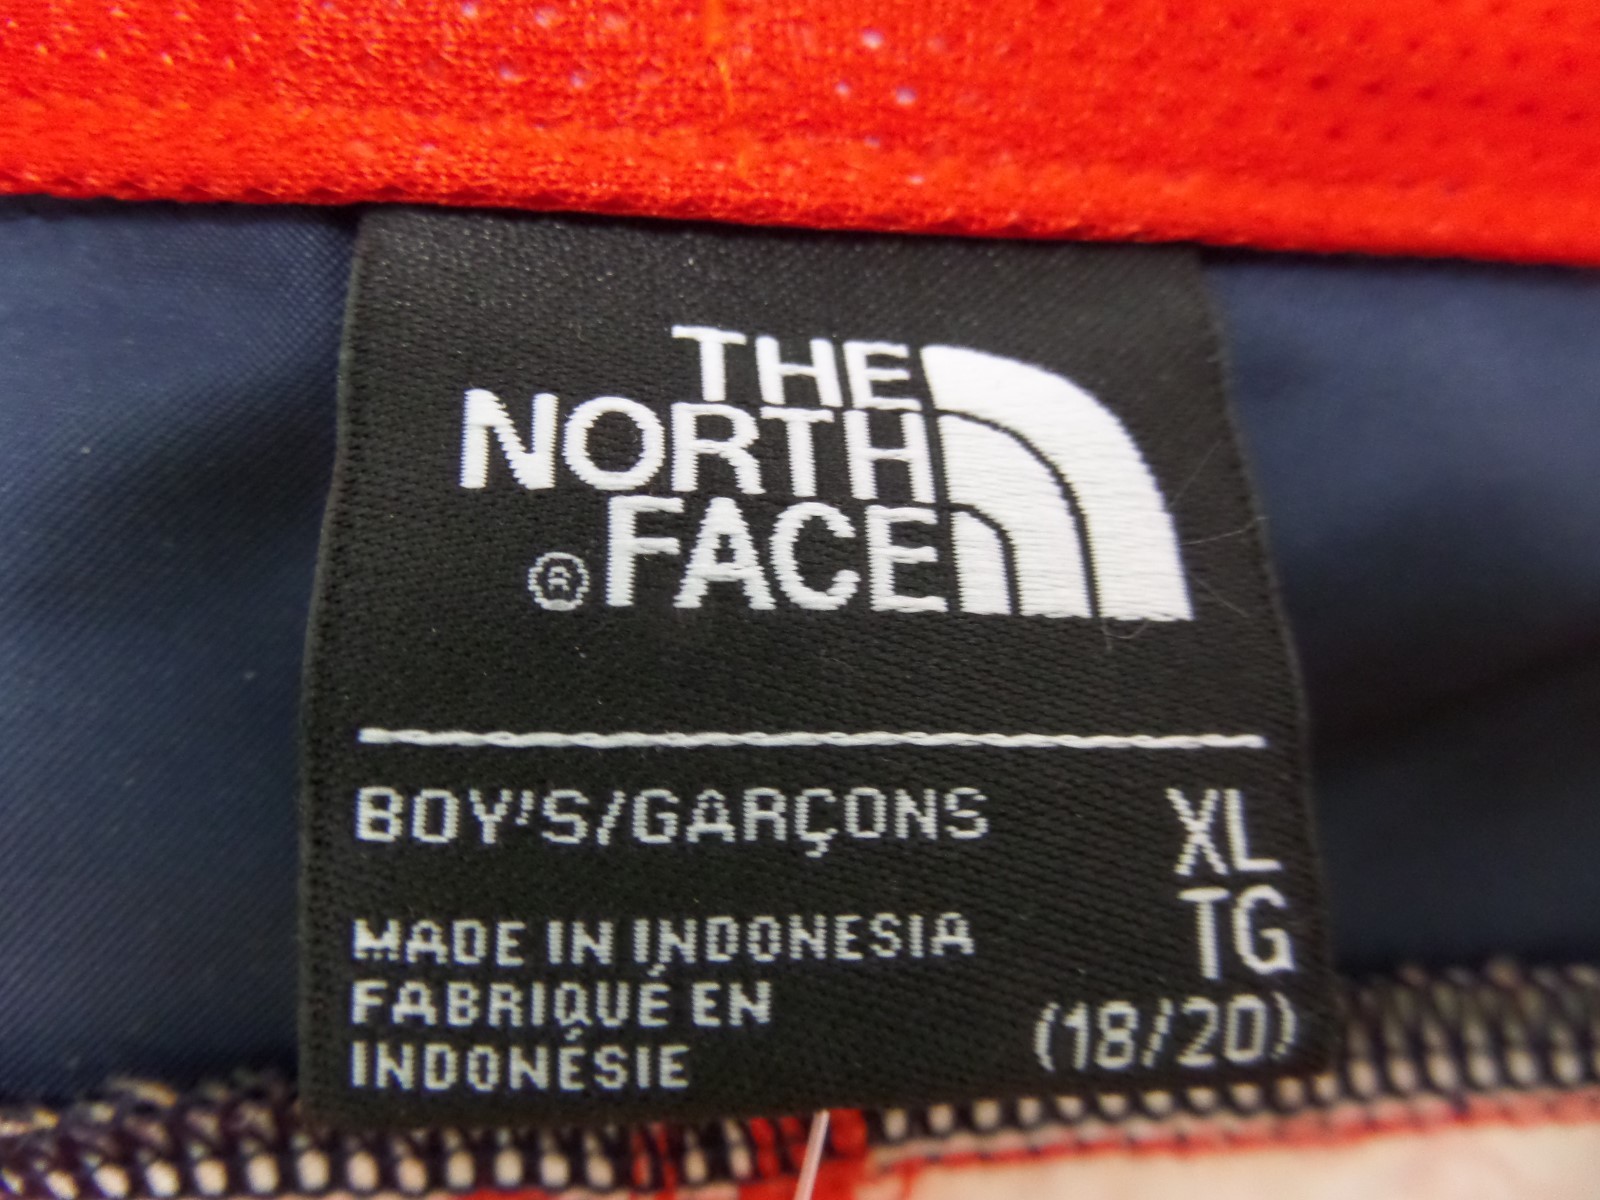 THE
NORTH
® FACE
BOY'S/GARÇONS
XL
TG
(18/20)
MADE IN INDONESIA
FABRIQUÉ EN
INDONÉSIE